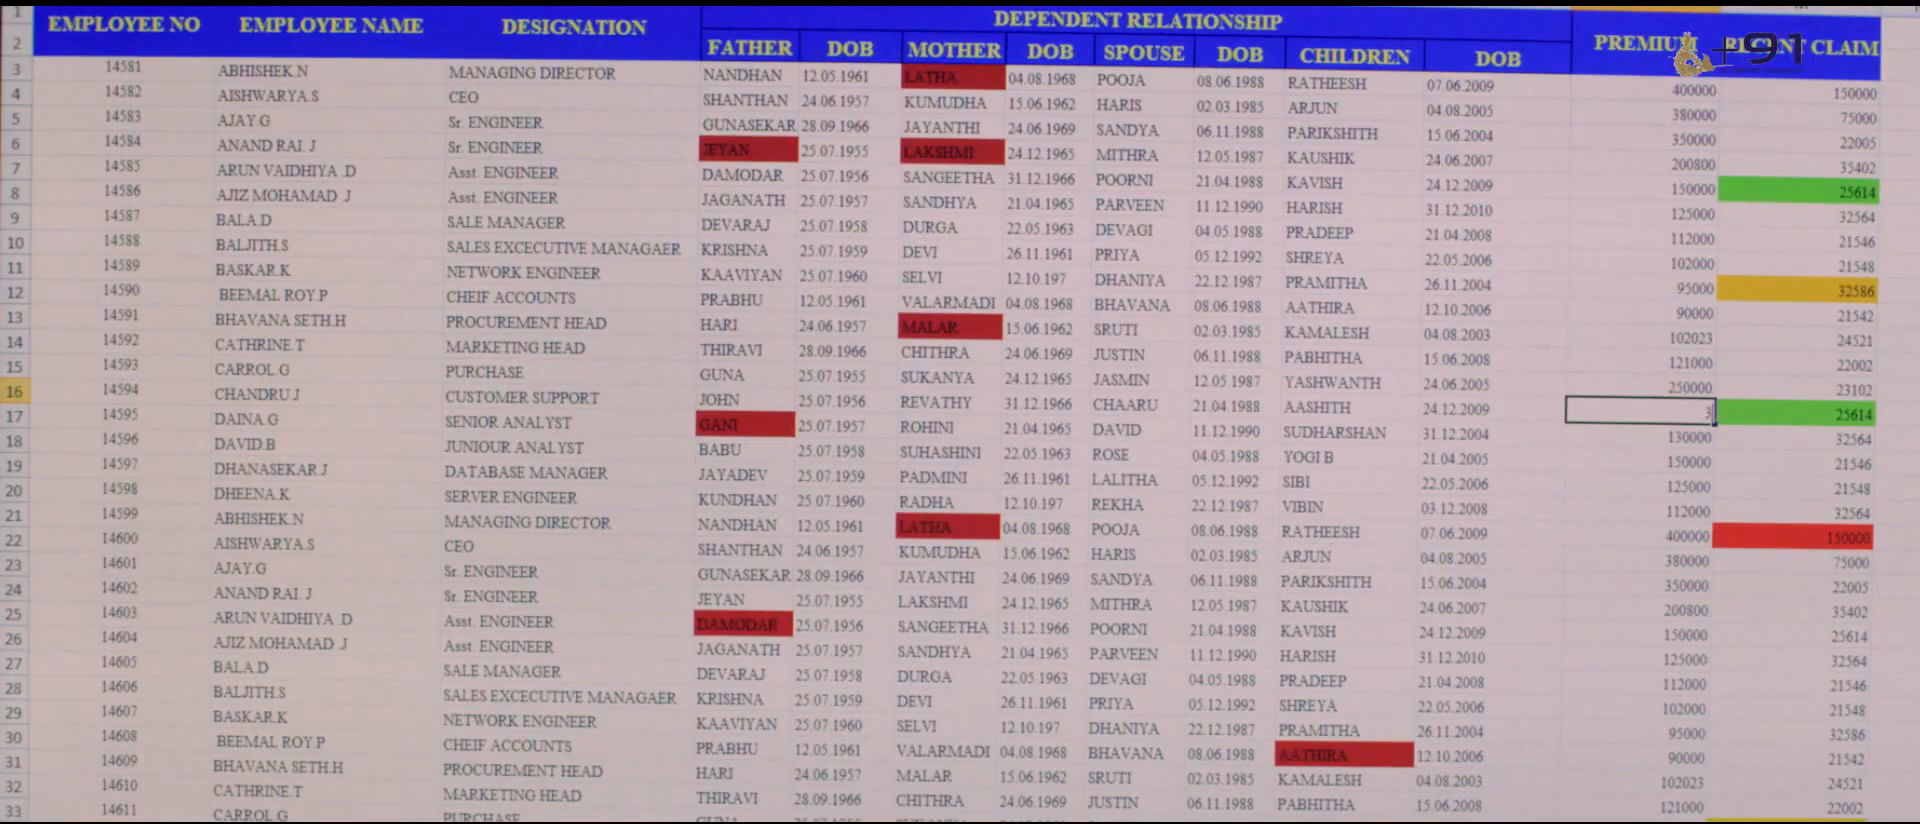 EMPLOYEE NO EMPLOYEE NAME DESIGNATION DEPENDENT RELATIONSHIP PREMIUM CLAIM
FATHER DOB MOTHER DOB SPOUSE DOB CHILDREN DOB
+91
3 14581 ABHISHEK.N MANAGING DIRECTOR NANDHAN 12.05.1961 LATHA 04.08.1968 POOJA 08.06.1988 RATHEESH 07.06.2009 400000 150000
4 14582 AISHWARYA.S CEO SHANTHAN 24.06.1957 KUMUDHA 15.06.1962 HARIS 02.03.1985 ARJUN 04.08.2005 380000 75000
5 14583 AJAY.G Sr. ENGINEER GUNASEKAR 28.09.1966 JAYANTHI 24.06.1969 SANDYA 06.11.1988 PARIKSHITH 15.06.2004 350000 22005
6 14584 ANAND RAI. J Sr. ENGINEER JEYAN 25.07.1955 LAKSHMI 24.12.1965 MITHRA 12.05.1987 KAUSHIK 24.06.2007 200800 35402
7 14585 ARUN VAIDHIYA .D Asst. ENGINEER DAMODAR 25.07.1956 SANGEETHA 31.12.1966 POORNI 21.04.1988 KAVISH 24.12.2009 150000 25614
8 14586 AJIZ MOHAMAD .J Asst. ENGINEER JAGANATH 25.07.1957 SANDHYA 21.04.1965 PARVEEN 11.12.1990 HARISH 31.12.2010 125000 32564
9 14587 BALA.D SALE MANAGER DEVARAJ 25.07.1958 DURGA 22.05.1963 DEVAGI 04.05.1988 PRADEEP 21.04.2008 112000 21546
10 14588 BALJITH.S SALES EXCECUTIVE MANAGAER KRISHNA 25.07.1959 DEVI 26.11.1961 PRIYA 05.12.1992 SHREYA 22.05.2006 102000 21548
11 14589 BASKAR.K NETWORK ENGINEER KAAVIYAN 25.07.1960 SELVI 12.10.197 DHANIYA 22.12.1987 PRAMITHA 26.11.2004 95000 32586
12 14590 BEEMAL ROY.P CHEIF ACCOUNTS PRABHU 12.05.1961 VALARMADI 04.08.1968 BHAVANA 08.06.1988 AATHIRA 12.10.2006 90000 21542
13 14591 BHAVANA SETH.H PROCUREMENT HEAD HARI 24.06.1957 MALAR 15.06.1962 SRUTI 02.03.1985 KAMALESH 04.08.2003 102023 24521
14 14592 CATHRINE.T MARKETING HEAD THIRAVI 28.09.1966 CHITHRA 24.06.1969 JUSTIN 06.11.1988 PABHITHA 15.06.2008 121000 22002
15 14593 CARROL.G PURCHASE GUNA 25.07.1955 SUKANYA 24.12.1965 JASMIN 12.05.1987 YASHWANTH 24.06.2005 250000 23102
16 14594 CHANDRU.J CUSTOMER SUPPORT JOHN 25.07.1956 REVATHY 31.12.1966 CHAARU 21.04.1988 AASHITH 24.12.2009 3 25614
17 14595 DAINA.G SENIOR ANALYST GANI 25.07.1957 ROHINI 21.04.1965 DAVID 11.12.1990 SUDHARSHAN 31.12.2004 130000 32564
18 14596 DAVID.B JUNIOUR ANALYST BABU 25.07.1958 SUHASHINI 22.05.1963 ROSE 04.05.1988 YOGI B 21.04.2005 150000 21546
19 14597 DHANASEKAR.J DATABASE MANAGER JAYADEV 25.07.1959 PADMINI 26.11.1961 LALITHA 05.12.1992 SIBI 22.05.2006 125000 21548
20 14598 DHEENA.K SERVER ENGINEER KUNDHAN 25.07.1960 RADHA 12.10.197 REKHA 22.12.1987 VIBIN 03.12.2008 112000 32564
21 14599 ABHISHEK.N MANAGING DIRECTOR NANDHAN 12.05.1961 LATHA 04.08.1968 POOJA 08.06.1988 RATHEESH 07.06.2009 400000 150000
22 14600 AISHWARYA.S CEO SHANTHAN 24.06.1957 KUMUDHA 15.06.1962 HARIS 02.03.1985 ARJUN 04.08.2005 380000 75000
23 14601 AJAY.G Sr. ENGINEER GUNASEKAR 28.09.1966 JAYANTHI 24.06.1969 SANDYA 06.11.1988 PARIKSHITH 15.06.2004 350000 22005
24 14602 ANAND RAI. J Sr. ENGINEER JEYAN 25.07.1955 LAKSHMI 24.12.1965 MITHRA 12.05.1987 KAUSHIK 24.06.2007 200800 35402
25 14603 ARUN VAIDHIYA .D Asst. ENGINEER DAMODAR 25.07.1956 SANGEETHA 31.12.1966 POORNI 21.04.1988 KAVISH 24.12.2009 150000 25614
26 14604 AJIZ MOHAMAD .J Asst. ENGINEER JAGANATH 25.07.1957 SANDHYA 21.04.1965 PARVEEN 11.12.1990 HARISH 31.12.2010 125000 32564
27 14605 BALA.D SALE MANAGER DEVARAJ 25.07.1958 DURGA 22.05.1963 DEVAGI 04.05.1988 PRADEEP 21.04.2008 112000 21546
28 14606 BALJITH.S SALES EXCECUTIVE MANAGAER KRISHNA 25.07.1959 DEVI 26.11.1961 PRIYA 05.12.1992 SHREYA 22.05.2006 102000 21548
29 14607 BASKAR.K NETWORK ENGINEER KAAVIYAN 25.07.1960 SELVI 12.10.197 DHANIYA 22.12.1987 PRAMITHA 26.11.2004 95000 32586
30 14608 BEEMAL ROY.P CHEIF ACCOUNTS PRABHU 12.05.1961 VALARMADI 04.08.1968 BHAVANA 08.06.1988 AATHIRA 12.10.2006 90000 21542
31 14609 BHAVANA SETH.H PROCUREMENT HEAD HARI 24.06.1957 MALAR 15.06.1962 SRUTI 02.03.1985 KAMALESH 04.08.2003 102023 24521
32 14610 CATHRINE.T MARKETING HEAD THIRAVI 28.09.1966 CHITHRA 24.06.1969 JUSTIN 06.11.1988 PABHITHA 15.06.2008 121000 22002
33 14611 CARROL.G PURCHASE